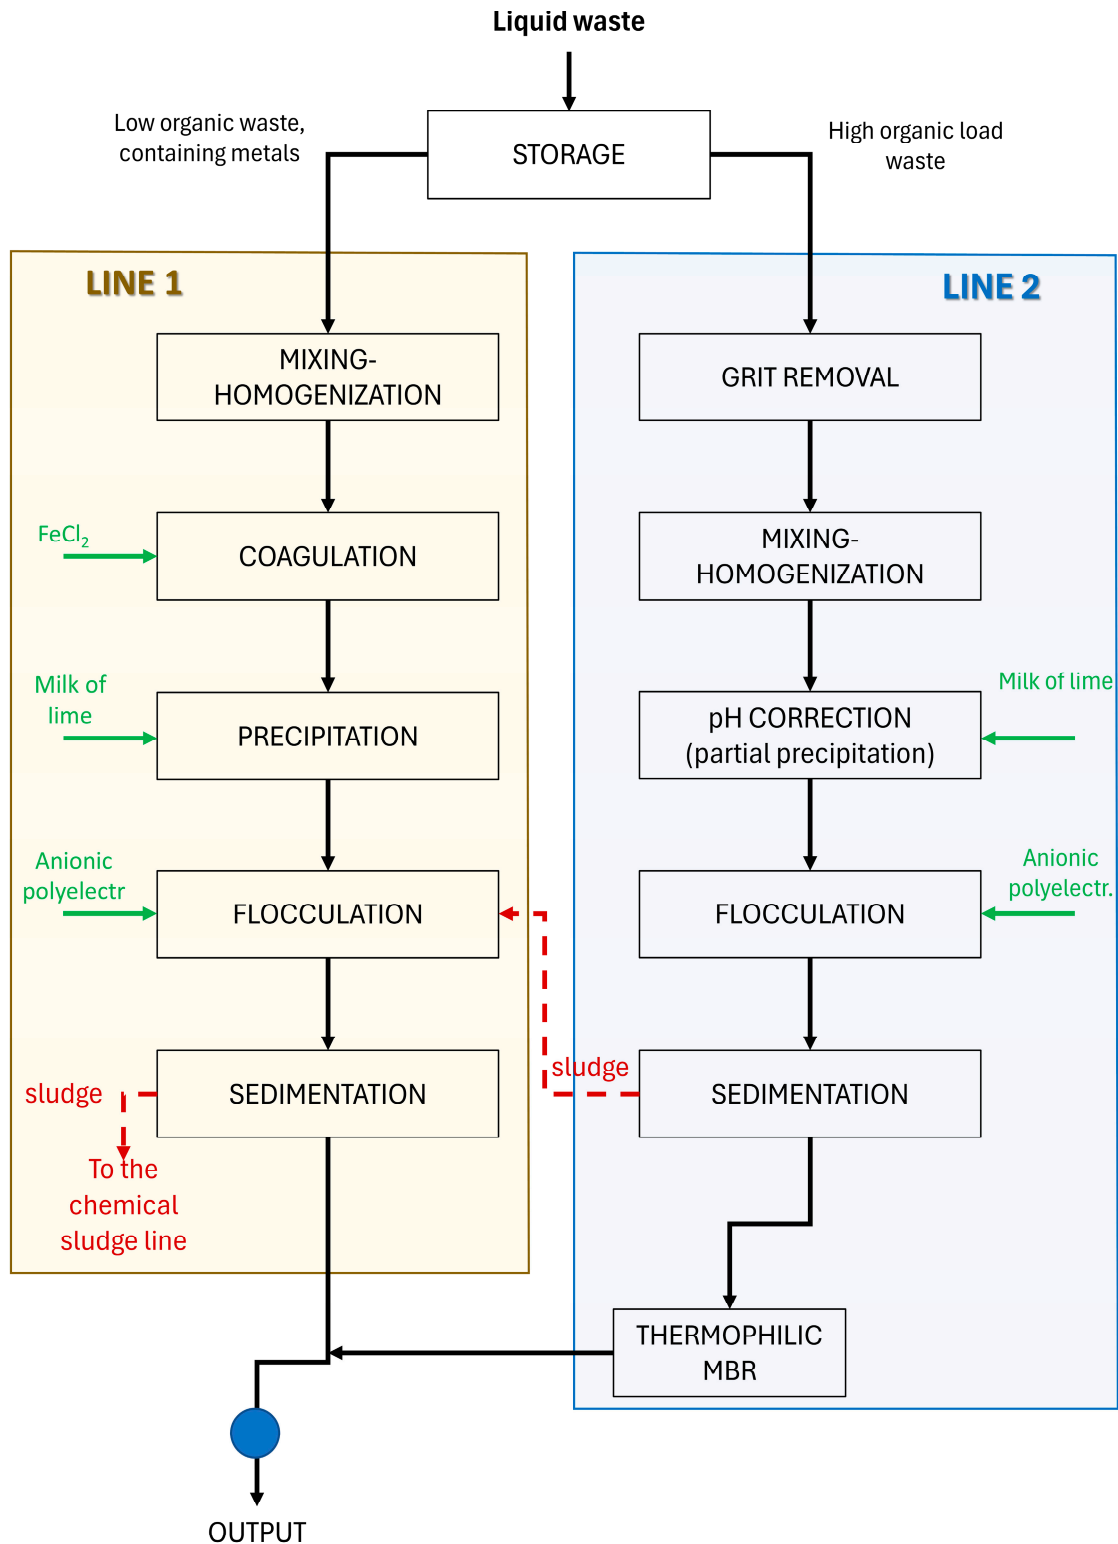 Liquid waste
Low organic waste,
containing metals
STORAGE
High organic load
waste
LINE 1
LINE 2
MIXING-
HOMOGENIZATION
GRIT REMOVAL
FeCl₂
COAGULATION
MIXING-
HOMOGENIZATION
Milk of
lime
PRECIPITATION
pH CORRECTION
(partial precipitation)
Milk of lime
Anionic
polyelectr
FLOCCULATION
FLOCCULATION
Anionic
polyelectr.
sludge
SEDIMENTATION
sludge
SEDIMENTATION
To the
chemical
sludge line
THERMOPHILIC
MBR
OUTPUT